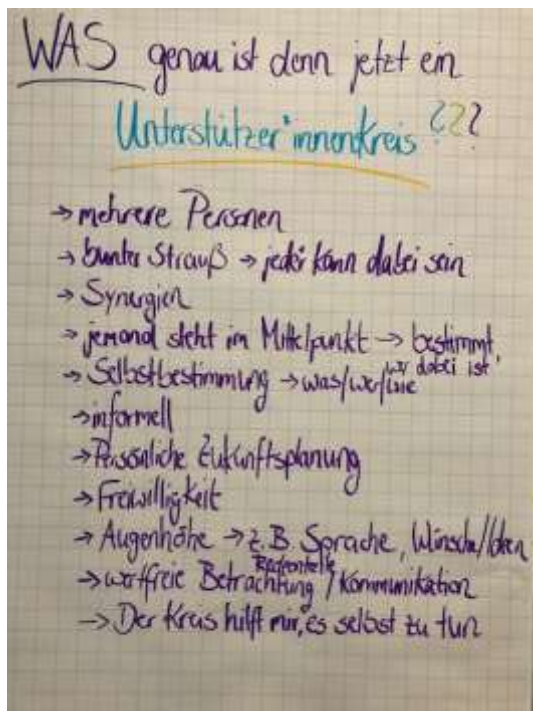 WAS genau ist denn jetzt ein
Unterstützer*innenkreis ???
→ mehrere Personen
→ bunter Strauß → jeder kann dabei sein
→ Synergien
→ jemand steht im Mittelpunkt → bestimmt,
wer dabei ist
→ Selbstbestimmung → was/wer/wie
→ informell
→ Persönliche Zukunftsplanung
→ Freiwilligkeit
→ Augenhöhe → z.B. Sprache, Wünsche/Ideen
→ wertfreie Betrachtung / Kommunikation
→ Der Kreis hilft mir, es selbst zu tun